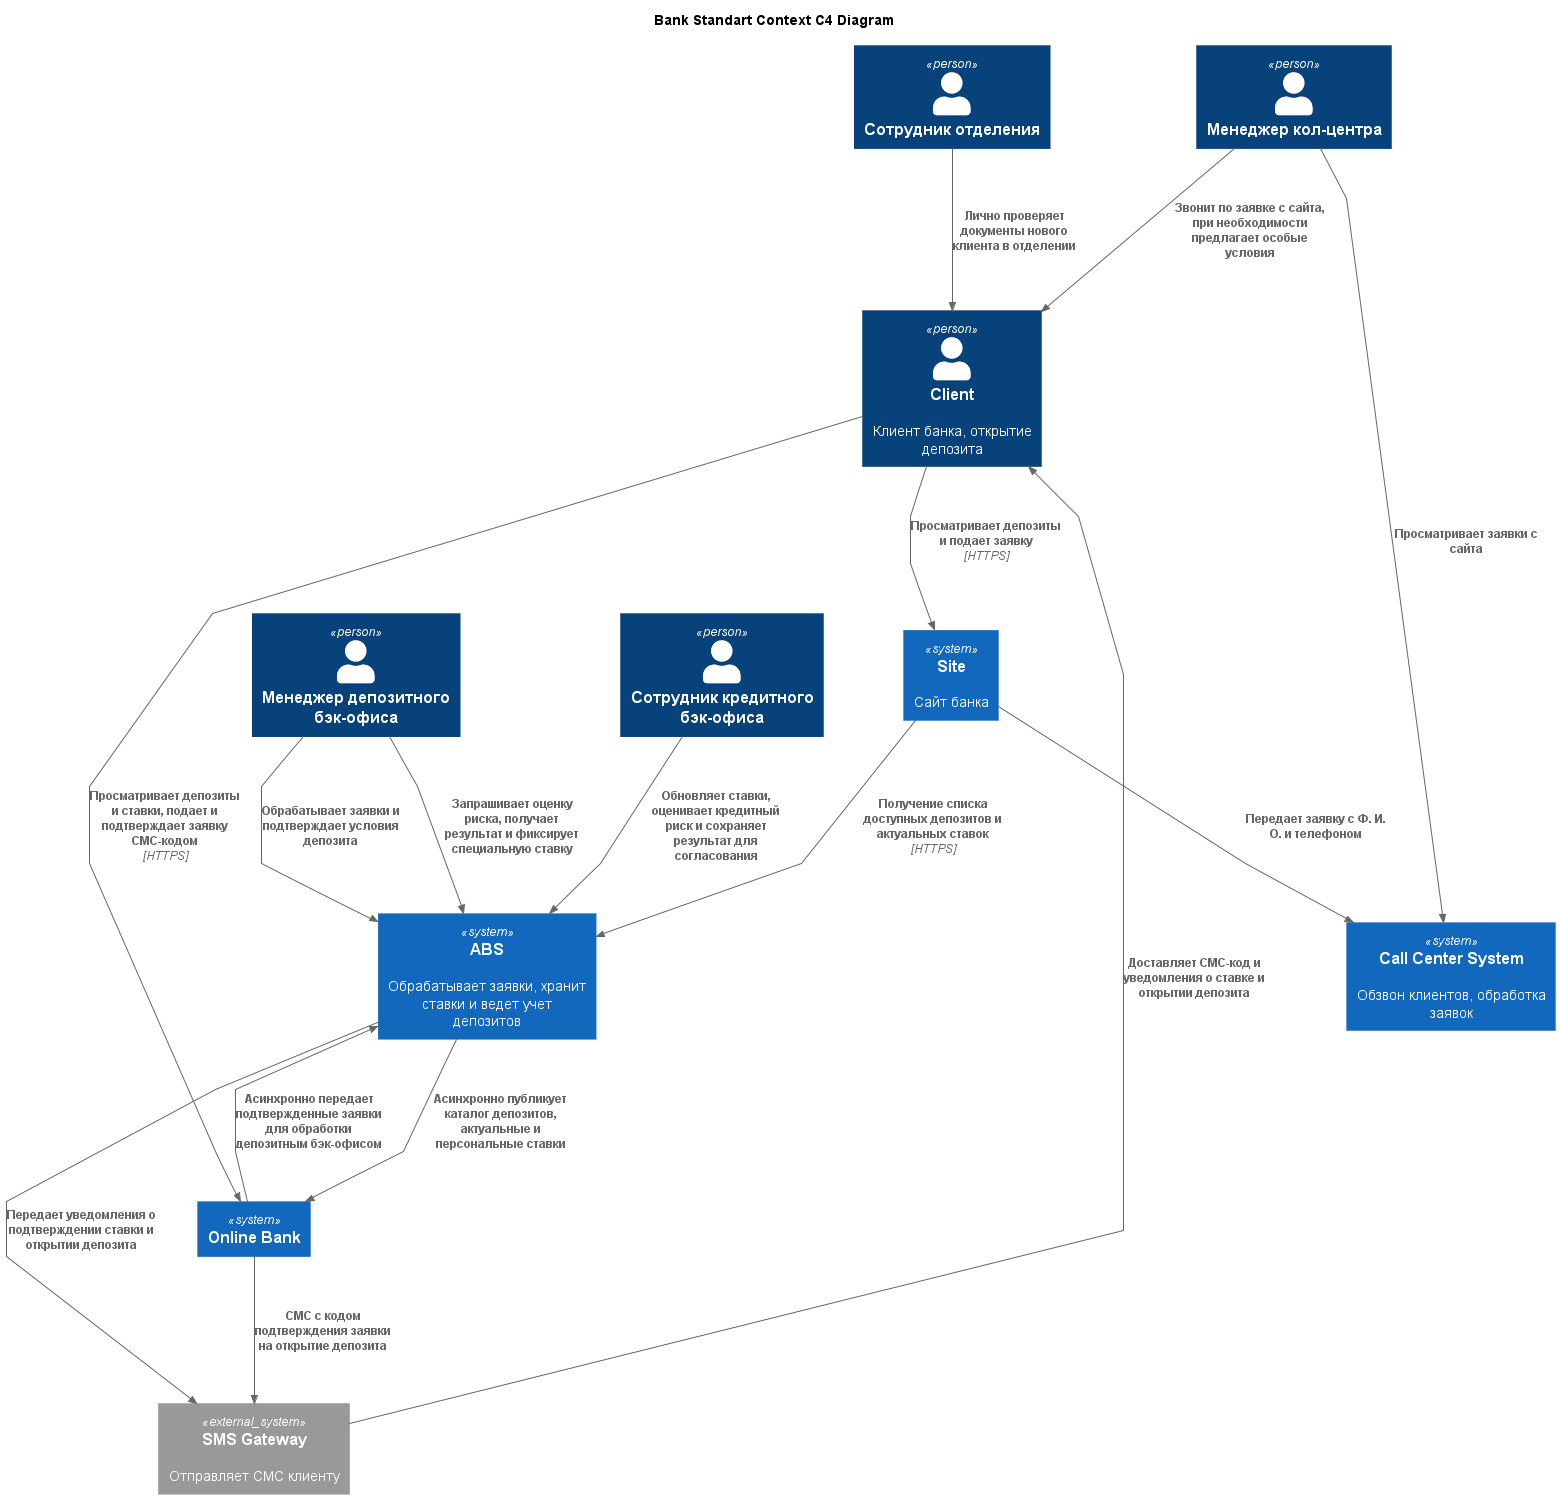 Bank Standart Context C4 Diagram
«person»
Сотрудник отделения
«person»
Менеджер кол-центра
Лично проверяет
документы нового
клиента в отделении
Звонит по заявке с сайта,
при необходимости
предлагает особые
условия
«person»
Client
Клиент банка, открытие
депозита
Просматривает депозиты
и подает заявку
[HTTPS]
Просматривает заявки с
сайта
«person»
Менеджер депозитного
бэк-офиса
«person»
Сотрудник кредитного
бэк-офиса
«system»
Site
Сайт банка
Просматривает депозиты
и ставки, подает и
подтверждает заявку
СМС-кодом
[HTTPS]
Обрабатывает заявки и
подтверждает условия
депозита
Запрашивает оценку
риска, получает
результат и фиксирует
специальную ставку
Обновляет ставки,
оценивает кредитный
риск и сохраняет
результат для
согласования
Получение списка
доступных депозитов и
актуальных ставок
[HTTPS]
Передает заявку с Ф. И.
О. и телефоном
«system»
ABS
Обрабатывает заявки, хранит
ставки и ведет учет
депозитов
Доставляет СМС-код и
уведомления о ставке и
открытии депозита
«system»
Call Center System
Обзвон клиентов, обработка
заявок
Асинхронно передает
подтвержденные заявки
для обработки
депозитным бэк-офисом
Асинхронно публикует
каталог депозитов,
актуальные и
персональные ставки
Передает уведомления о
подтверждении ставки и
открытии депозита
«system»
Online Bank
СМС с кодом
подтверждения заявки
на открытие депозита
«external_system»
SMS Gateway
Отправляет СМС клиенту